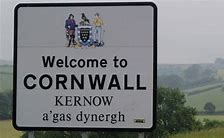 Welcome to
CORNWALL
KERNOW
a'gas dynergh